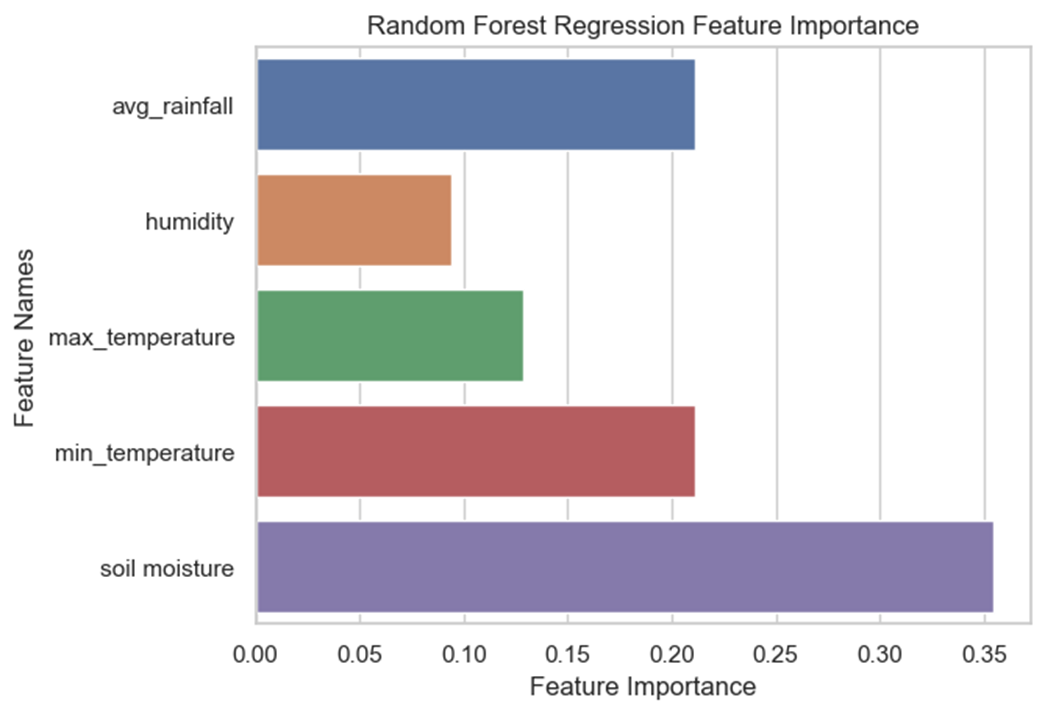 Random Forest Regression Feature Importance
Feature Names
avg_rainfall
humidity
max_temperature
min_temperature
soil moisture
0.00 0.05 0.10 0.15 0.20 0.25 0.30 0.35
Feature Importance